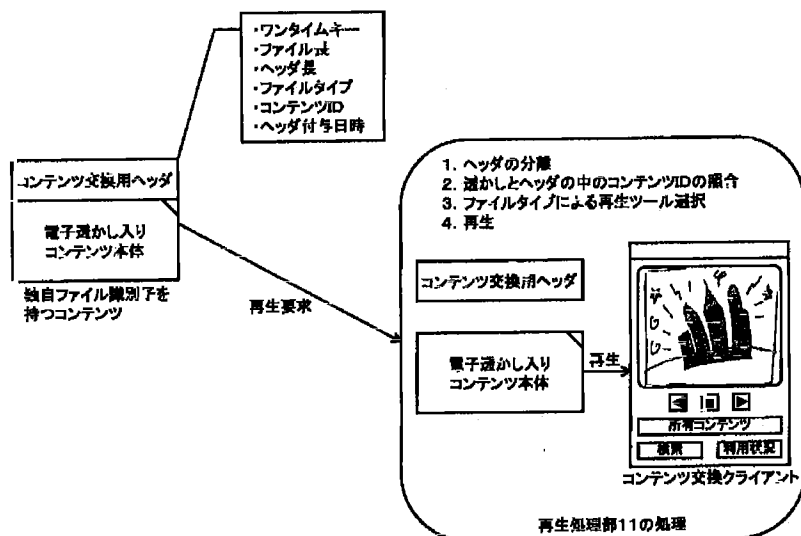 ・ワンタイムキー
・ファイル長
・ヘッダ長
・ファイルタイプ
・コンテンツID
・ヘッダ付与日時
コンテンツ交換用ヘッダ
電子透かし入り
コンテンツ本体
独自ファイル識別子を
持つコンテンツ
再生要求
1. ヘッダの分離
2. 透かしとヘッダの中のコンテンツIDの照合
3. ファイルタイプによる再生ツール選択
4. 再生
コンテンツ交換用ヘッダ
電子透かし入り
コンテンツ本体
再生
所有コンテンツ
検索
利用状況
コンテンツ交換クライアント
再生処理部11の処理